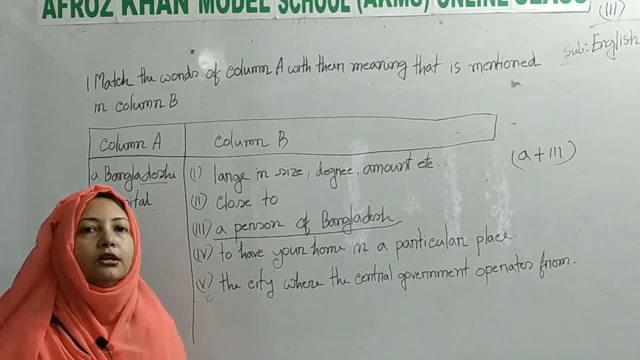 AFROZ KHAN MODEL SCHOOL (AKMS) ONLINE CLASS
(III)
Sub: English
1. Match the words of column A with their meaning that is mentioned
in column B
Column A Column B
a Bangladeshi (I) large in size, degree, amount etc.
(a+III)
(II) close to
(III) a person of Bangladesh.
(IV) to have your home in a particular place.
(V) the city where the central government operates from.